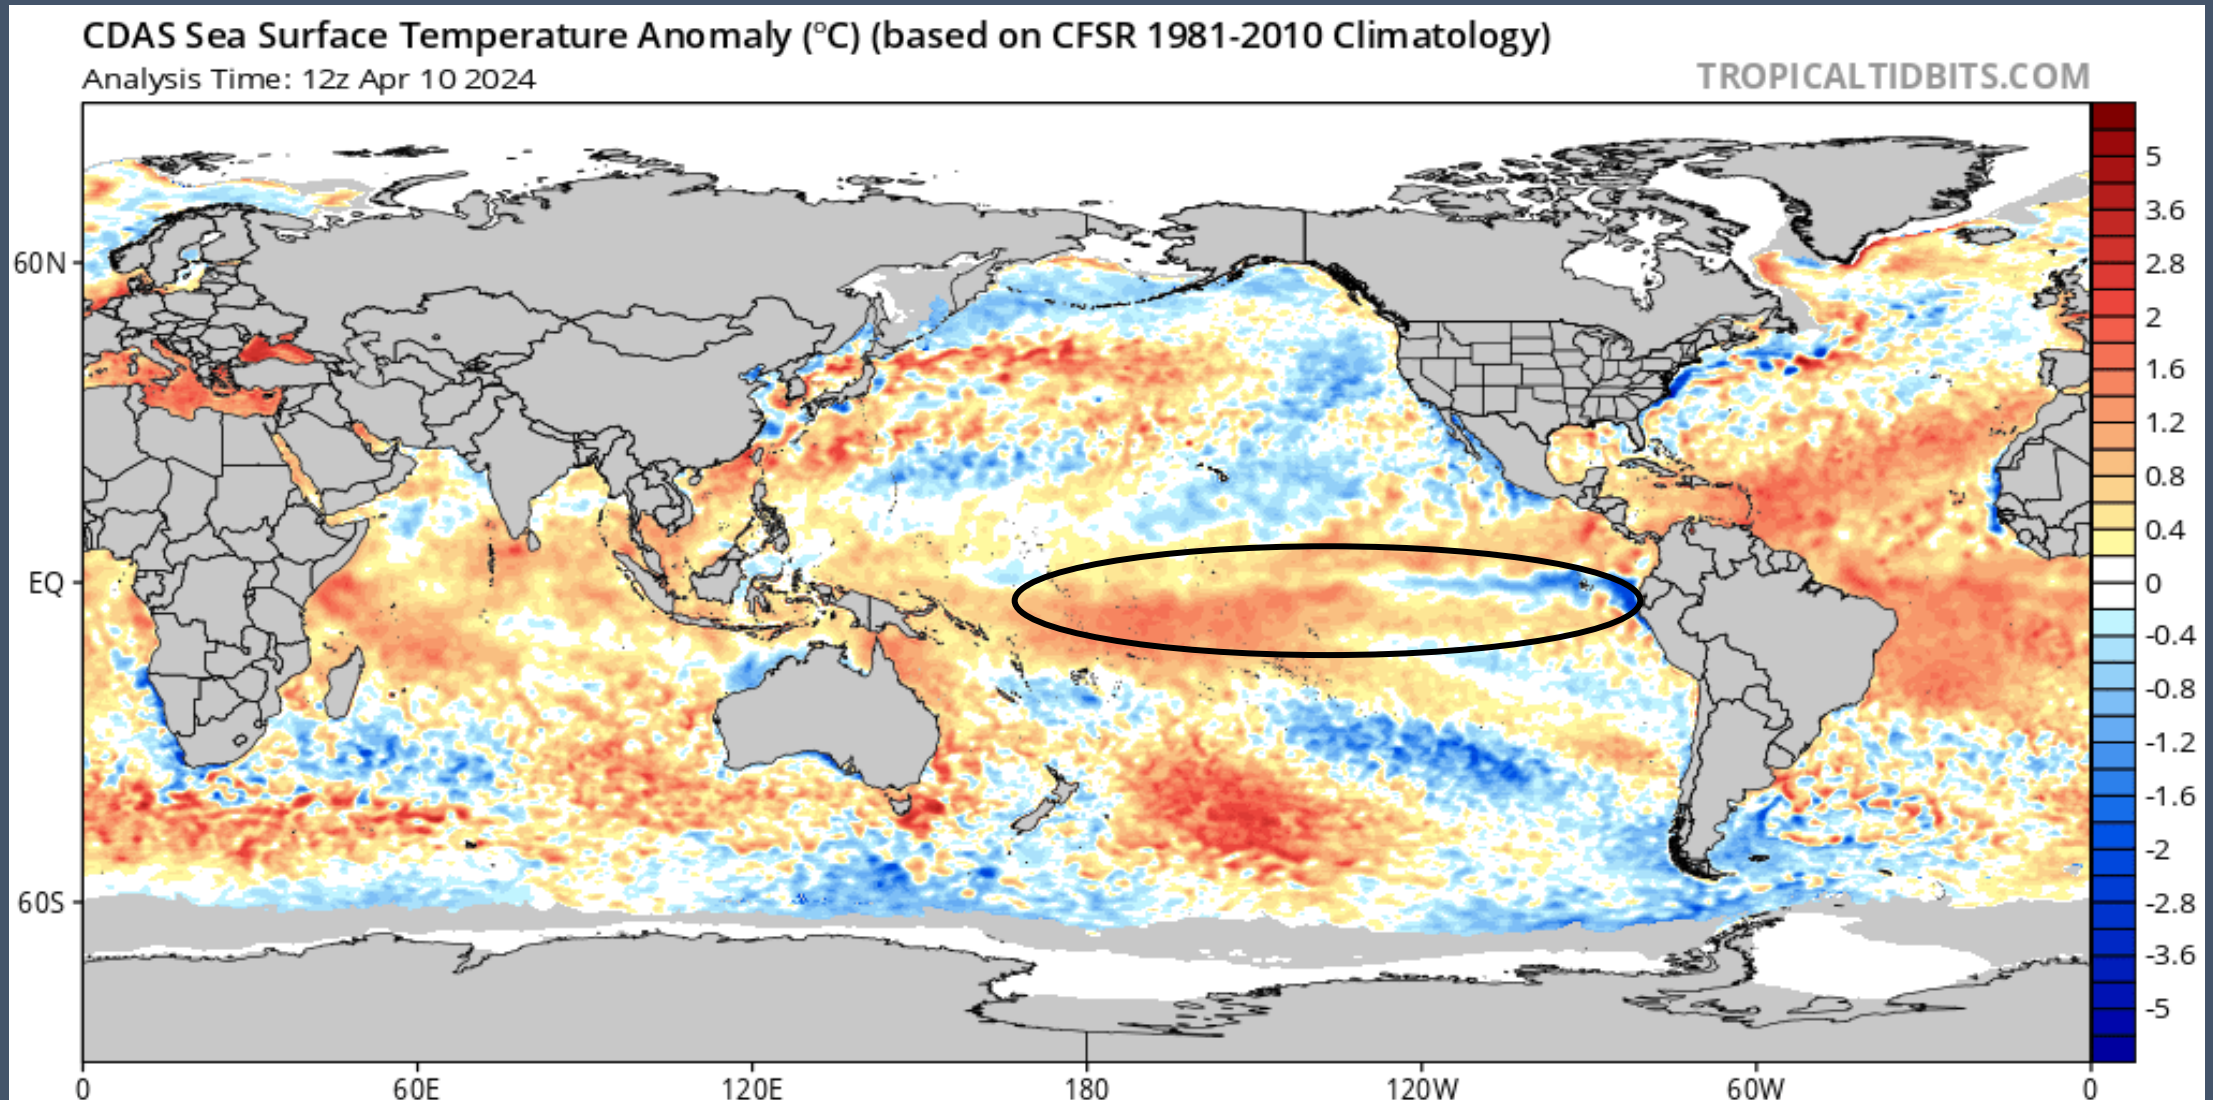 CDAS Sea Surface Temperature Anomaly (°C) (based on CFSR 1981-2010 Climatology)
Analysis Time: 12z Apr 10 2024
TROPICALTIDBITS.COM
5
3.6
2.8
2
1.6
1.2
0.8
0.4
0
-0.4
-0.8
-1.2
-1.6
-2
-2.8
-3.6
-5
60N
EQ
60S
0
60E
120E
180
120W
60W
0